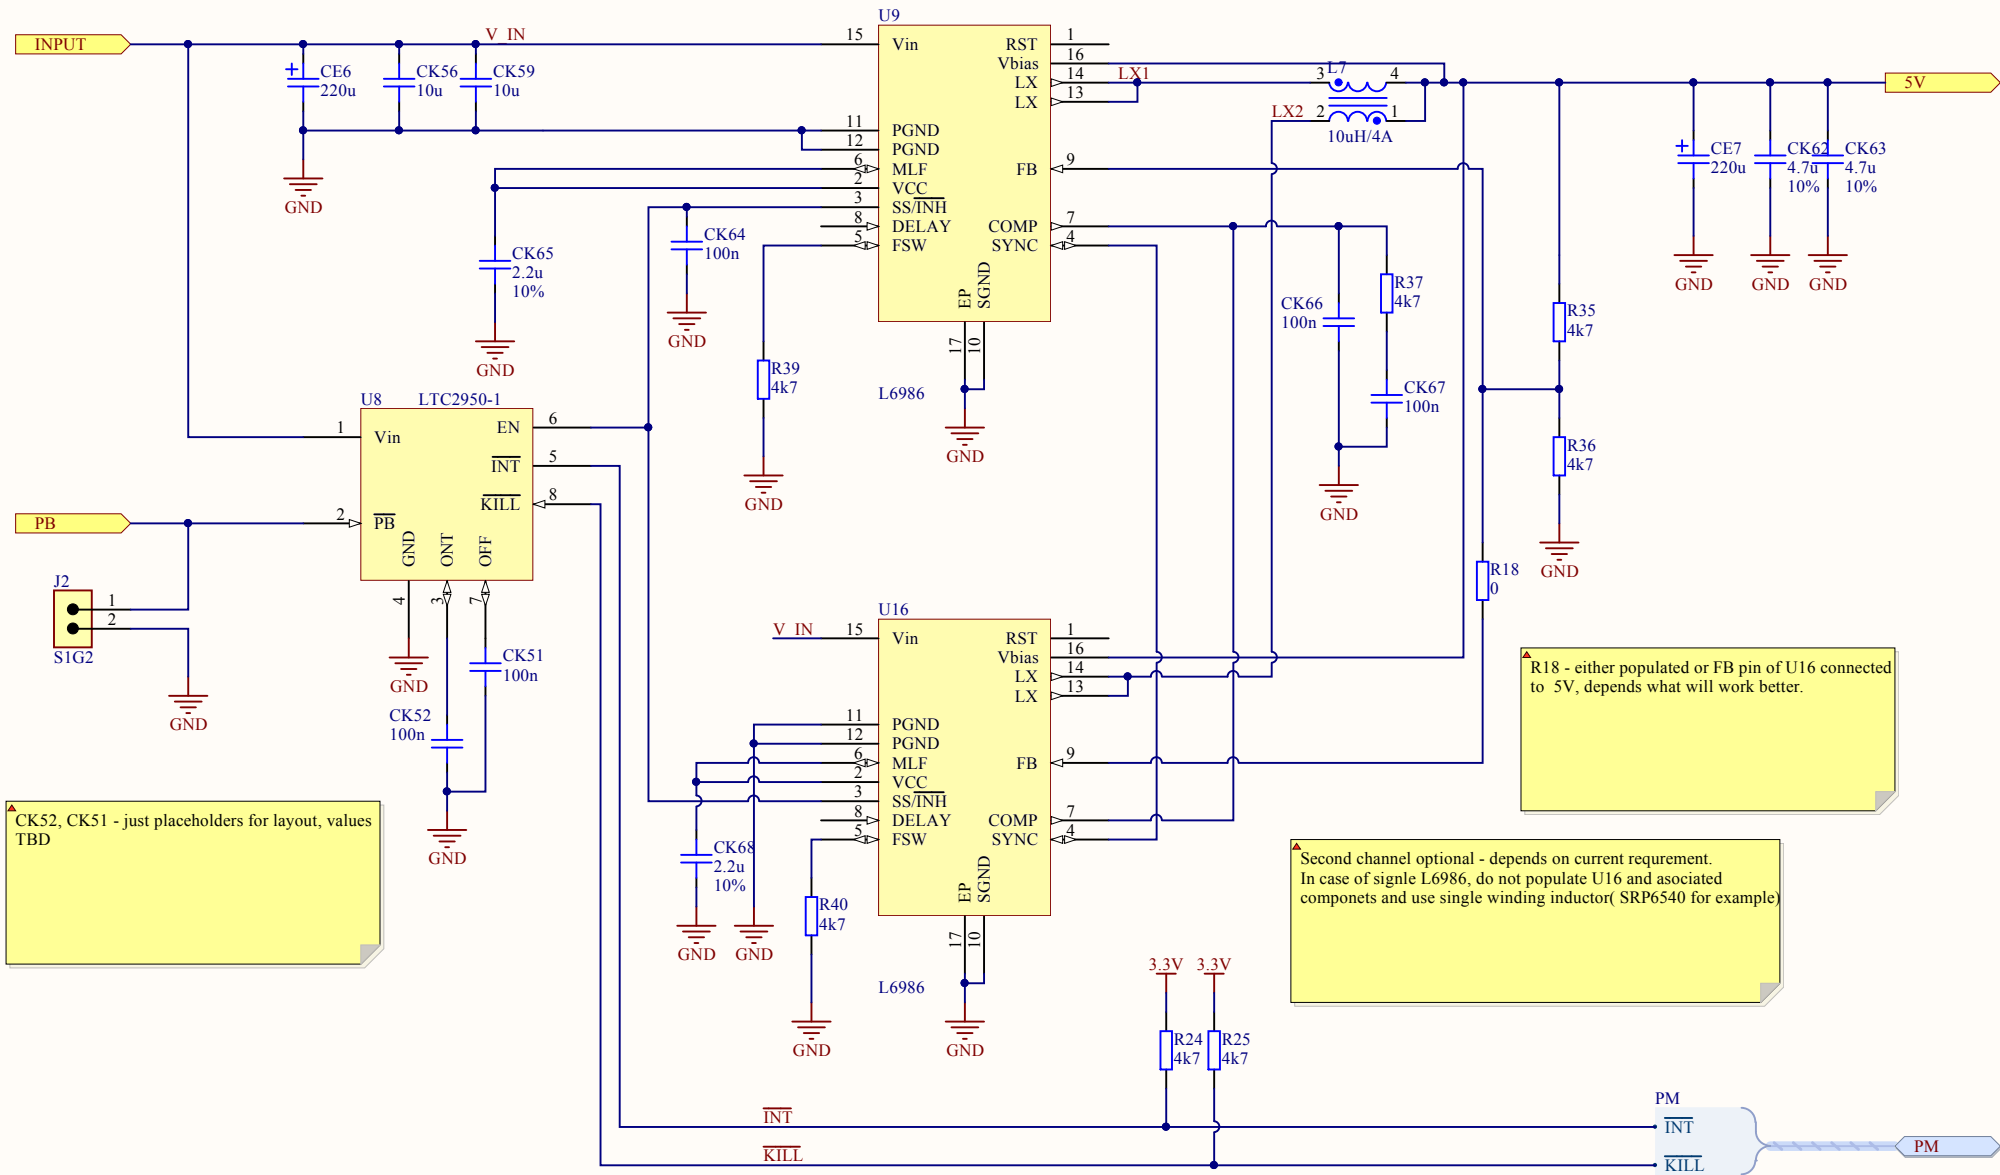 INPUT
V_IN
CE6
220u
CK56
10u
CK59
10u
GND
U9
15
Vin
11
PGND
12
PGND
6
MLF
2
VCC
3
SS/INH
8
DELAY
5
FSW
RST
1
Vbias
16
LX
14
LX
13
FB
9
COMP
7
SYNC
4
EP
SGND
17
10
L6986
GND
LX1
LX2
L7
3
4
2
1
10uH/4A
5V
CE7
220u
CK62
4.7u
10%
CK63
4.7u
10%
GND
GND
GND
CK65
2.2u
10%
GND
CK64
100n
GND
R39
4k7
GND
CK66
100n
R37
4k7
CK67
100n
GND
R35
4k7
R36
4k7
GND
R18
0
U8
LTC2950-1
1
Vin
2
PB
EN
6
INT
5
KILL
8
GND
ONT
OFF
4
3
7
PB
J2
1
2
S1G2
GND
GND
CK51
100n
CK52
100n
GND
U16
V_IN
15
Vin
11
PGND
12
PGND
6
MLF
2
VCC
3
SS/INH
8
DELAY
5
FSW
RST
1
Vbias
16
LX
14
LX
13
FB
9
COMP
7
SYNC
4
EP
SGND
17
10
L6986
GND
CK68
2.2u
10%
GND
GND
R40
4k7
GND
R18 - either populated or FB pin of U16 connected
to 5V, depends what will work better.
CK52, CK51 - just placeholders for layout, values
TBD
Second channel optional - depends on current requrement.
In case of signle L6986, do not populate U16 and asociated
componets and use single winding inductor( SRP6540 for example)
3.3V
3.3V
R24
4k7
R25
4k7
INT
KILL
PM
INT
KILL
PM